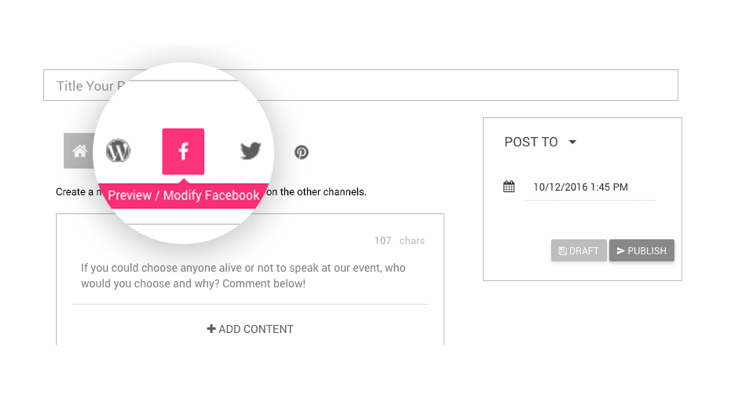 Title Your
POST TO
Preview / Modify Facebook
Create a on the other channels.
10/12/2016 1:45 PM
107 chars
DRAFT
PUBLISH
If you could choose anyone alive or not to speak at our event, who
would you choose and why? Comment below!
ADD CONTENT